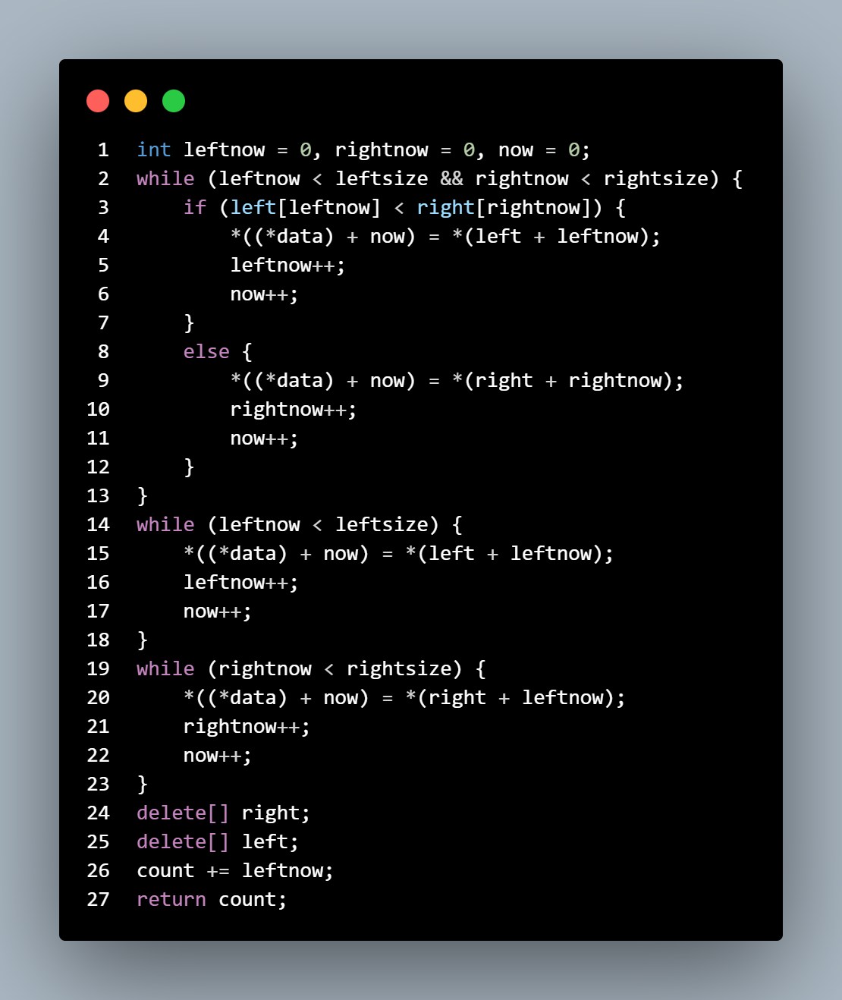 1 int leftnow = 0, rightnow = 0, now = 0;
2 while (leftnow < leftsize && rightnow < rightsize) {
3     if (left[leftnow] < right[rightnow]) {
4         *((*data) + now) = *(left + leftnow);
5         leftnow++;
6         now++;
7     }
8     else {
9         *((*data) + now) = *(right + rightnow);
10         rightnow++;
11         now++;
12     }
13 }
14 while (leftnow < leftsize) {
15     *((*data) + now) = *(left + leftnow);
16     leftnow++;
17     now++;
18 }
19 while (rightnow < rightsize) {
20     *((*data) + now) = *(right + leftnow);
21     rightnow++;
22     now++;
23 }
24 delete[] right;
25 delete[] left;
26 count += leftnow;
27 return count;